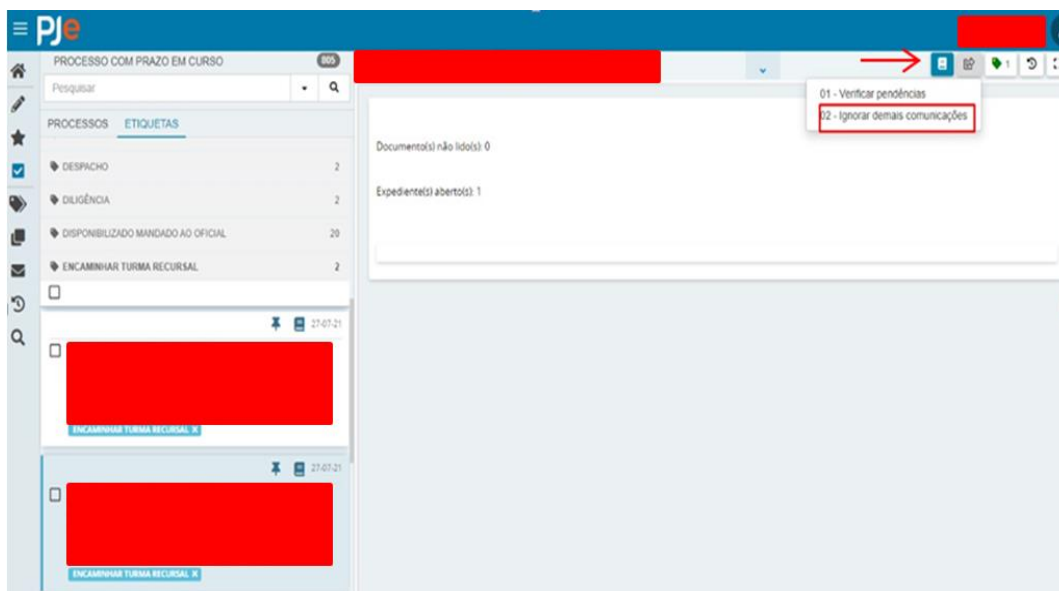 PJe
PROCESSO COM PRAZO EM CURSO 805
Pesquisar
PROCESSOS ETIQUETAS
DESPACHO 2
DILIGÊNCIA 2
DISPONIBILIZADO MANDADO AO OFICIAL 20
ENCAMINHAR TURMA RECURSAL 2
27-07-21
ENCAMINHAR TURMA RECURSAL X
27-07-21
ENCAMINHAR TURMA RECURSAL X
1
01 - Verificar pendências
02 - Ignorar demais comunicações
Documento(s) não lido(s): 0
Expediente(s) aberto(s): 1